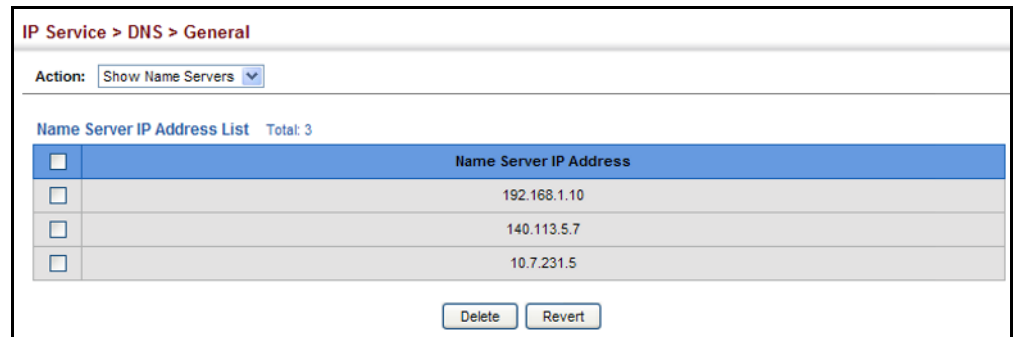 IP Service > DNS > General
Action: Show Name Servers
Name Server IP Address List Total: 3
Name Server IP Address
192.168.1.10
140.113.5.7
10.7.231.5
Delete Revert